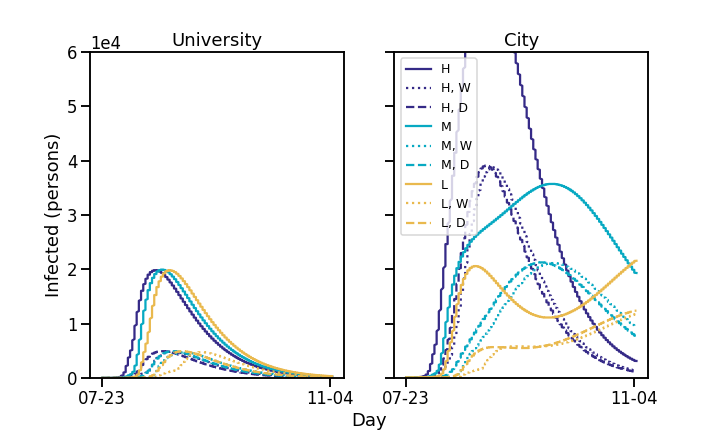 University
City
1e4
6
5
4
3
2
1
0
Infected (persons)
H
H, W
H, D
M
M, W
M, D
L
L, W
L, D
07-23
11-04
07-23
11-04
Day